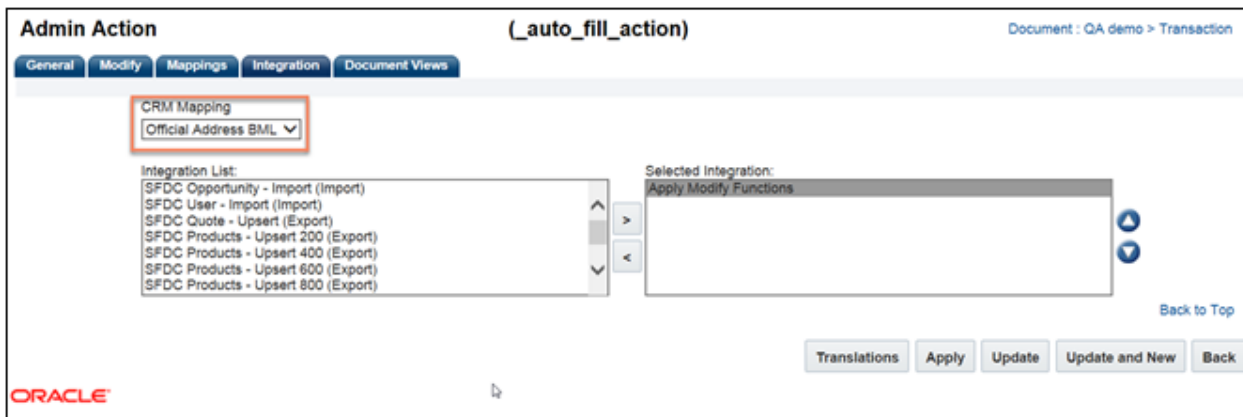 Admin Action (_auto_fill_action) Document : QA demo > Transaction
General Modify Mappings Integration Document Views
CRM Mapping
Official Address BML
Integration List: Selected Integration:
SFDC Opportunity - Import (Import) Apply Modify Functions
SFDC User - Import (Import)
SFDC Quote - Upsert (Export)
SFDC Products - Upsert 200 (Export)
SFDC Products - Upsert 400 (Export)
SFDC Products - Upsert 600 (Export)
SFDC Products - Upsert 800 (Export)
> 
<
Back to Top
Translations Apply Update Update and New Back
ORACLE